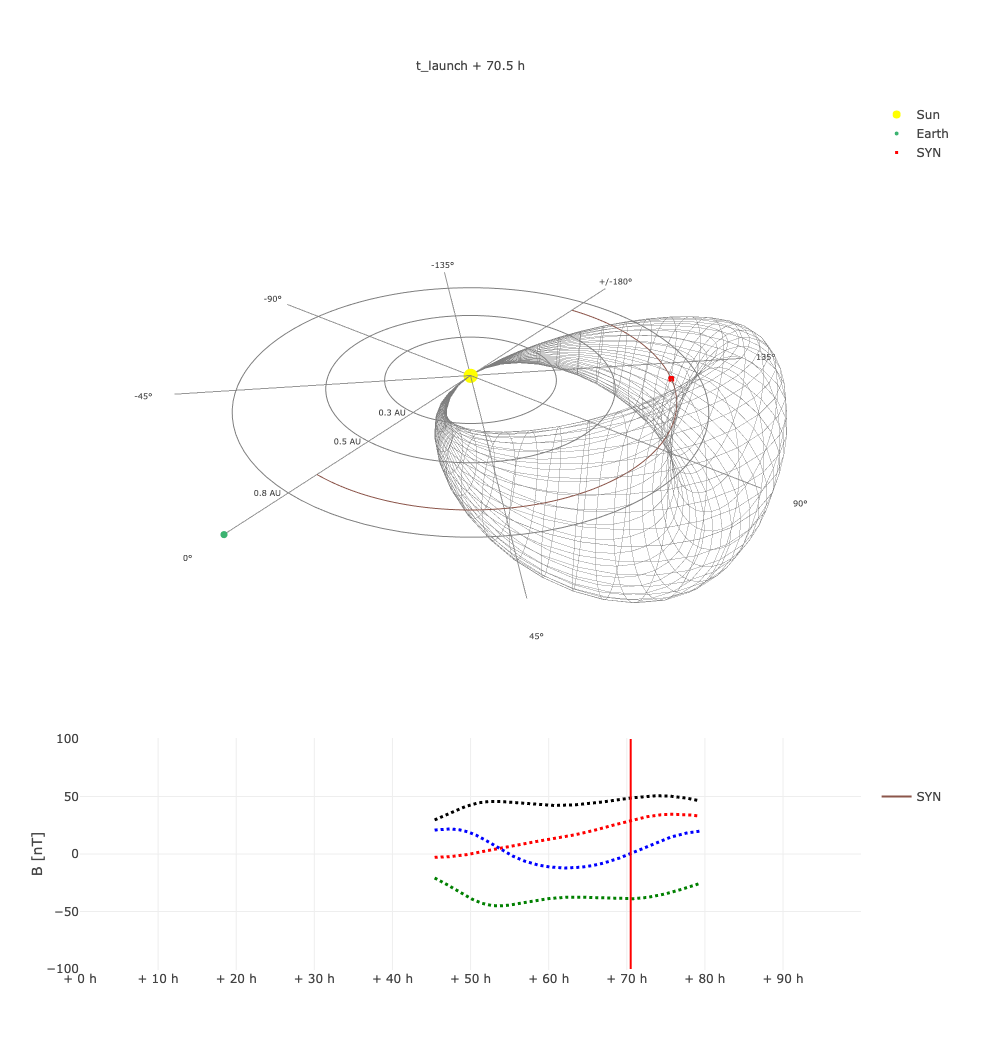 t_launch + 70.5 h
Sun
Earth
SYN
-135°
+/-180°
-90°
135°
-45°
0.3 AU
0.5 AU
0.8 AU
90°
0°
45°
100
50
0
−50
−100
B [nT]
+ 0 h
+ 10 h
+ 20 h
+ 30 h
+ 40 h
+ 50 h
+ 60 h
+ 70 h
+ 80 h
+ 90 h
SYN